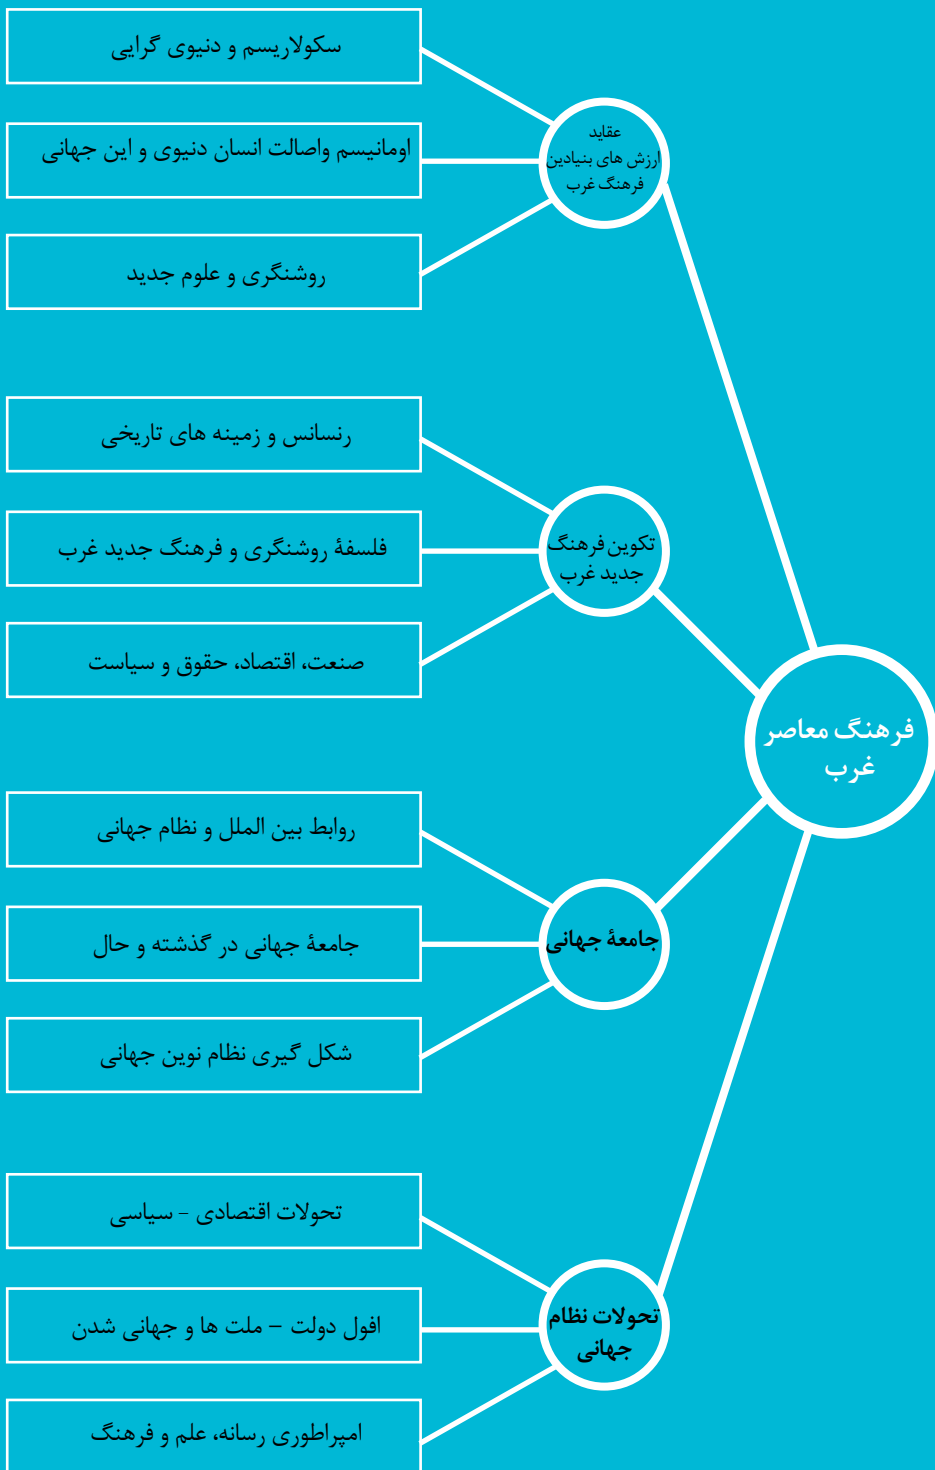 فرهنگ معاصر
غرب
عقاید
ارزش های بنیادین
فرهنگ غرب
سکولاریسم و دنیوی گرایی
اومانیسم واصالت انسان دنیوی و این جهانی
روشنگری و علوم جدید
تکوین فرهنگ
جدید غرب
رنسانس و زمینه های تاریخی
فلسفۀ روشنگری و فرهنگ جدید غرب
صنعت، اقتصاد، حقوق و سیاست
جامعۀ جهانی
روابط بین الملل و نظام جهانی
جامعۀ جهانی در گذشته و حال
شکل گیری نظام نوین جهانی
تحولات نظام
جهانی
تحولات اقتصادی - سیاسی
افول دولت – ملت ها و جهانی شدن
امپراطوری رسانه، علم و فرهنگ